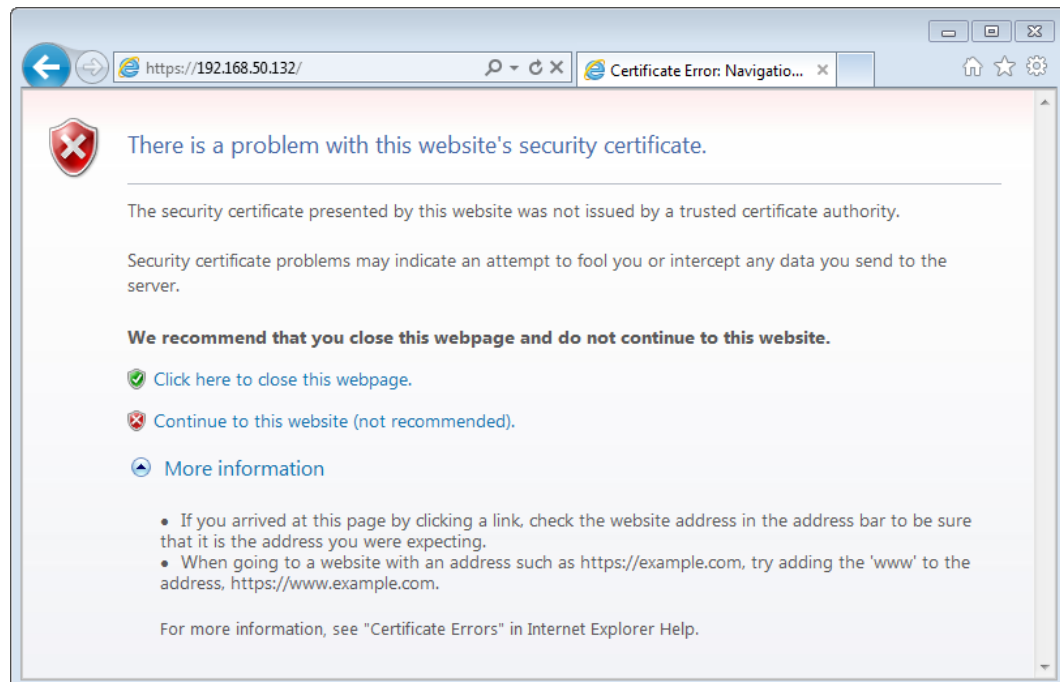 https://192.168.50.132/
Certificate Error: Navigatio...
There is a problem with this website's security certificate.
The security certificate presented by this website was not issued by a trusted certificate authority.
Security certificate problems may indicate an attempt to fool you or intercept any data you send to the
server.
We recommend that you close this webpage and do not continue to this website.
Click here to close this webpage.
Continue to this website (not recommended).
More information
• If you arrived at this page by clicking a link, check the website address in the address bar to be sure
that it is the address you were expecting.
• When going to a website with an address such as https://example.com, try adding the 'www' to the
address, https://www.example.com.
For more information, see "Certificate Errors" in Internet Explorer Help.